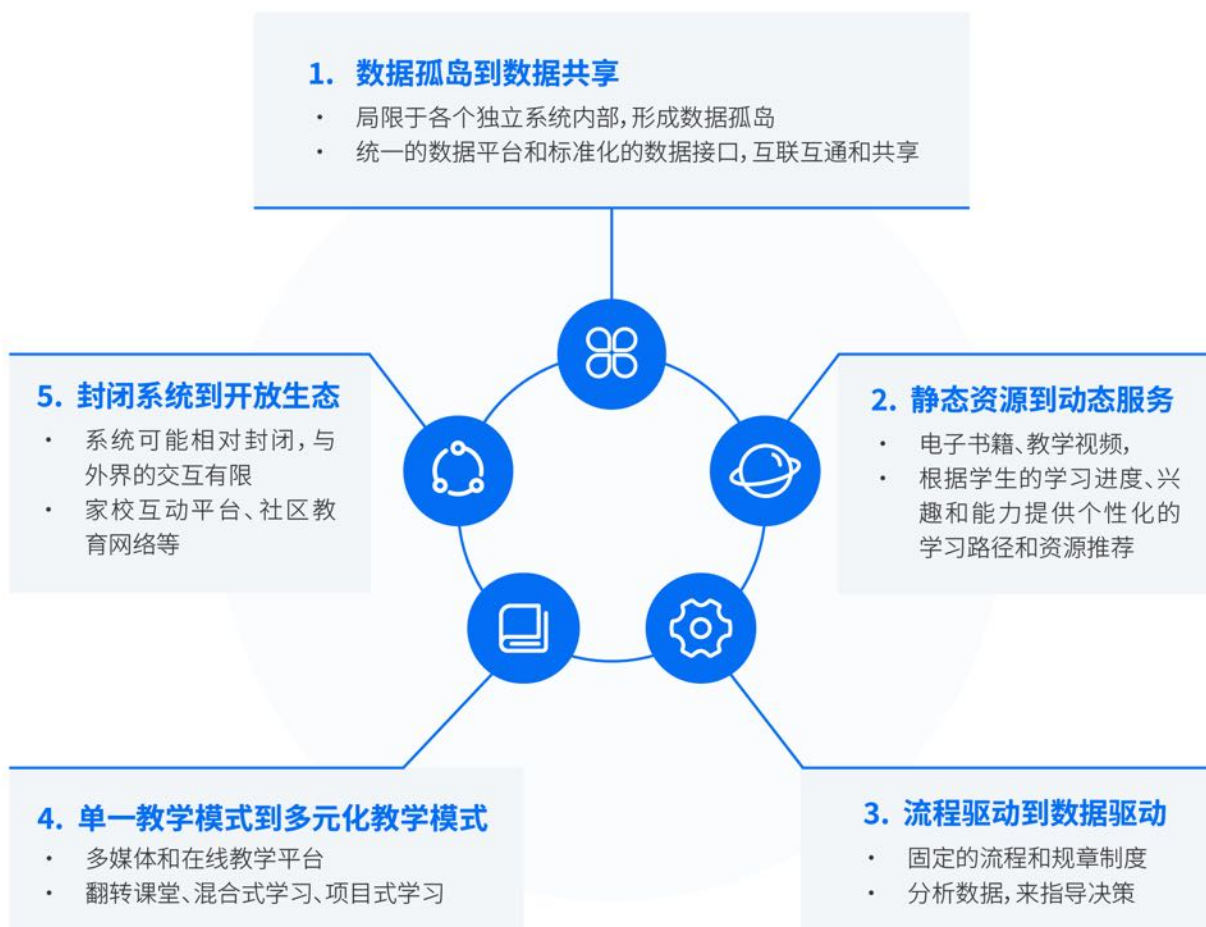 1. 数据孤岛到数据共享
· 局限于各个独立系统内部,形成数据孤岛
· 统一的数据平台和标准化的数据接口,互联互通和共享
2. 静态资源到动态服务
· 电子书籍、教学视频,
· 根据学生的学习进度、兴
趣和能力提供个性化的
学习路径和资源推荐
3. 流程驱动到数据驱动
· 固定的流程和规章制度
· 分析数据,来指导决策
4. 单一教学模式到多元化教学模式
· 多媒体和在线教学平台
· 翻转课堂、混合式学习、项目式学习
5. 封闭系统到开放生态
· 系统可能相对封闭,与
外界的交互有限
· 家校互动平台、社区教
育网络等